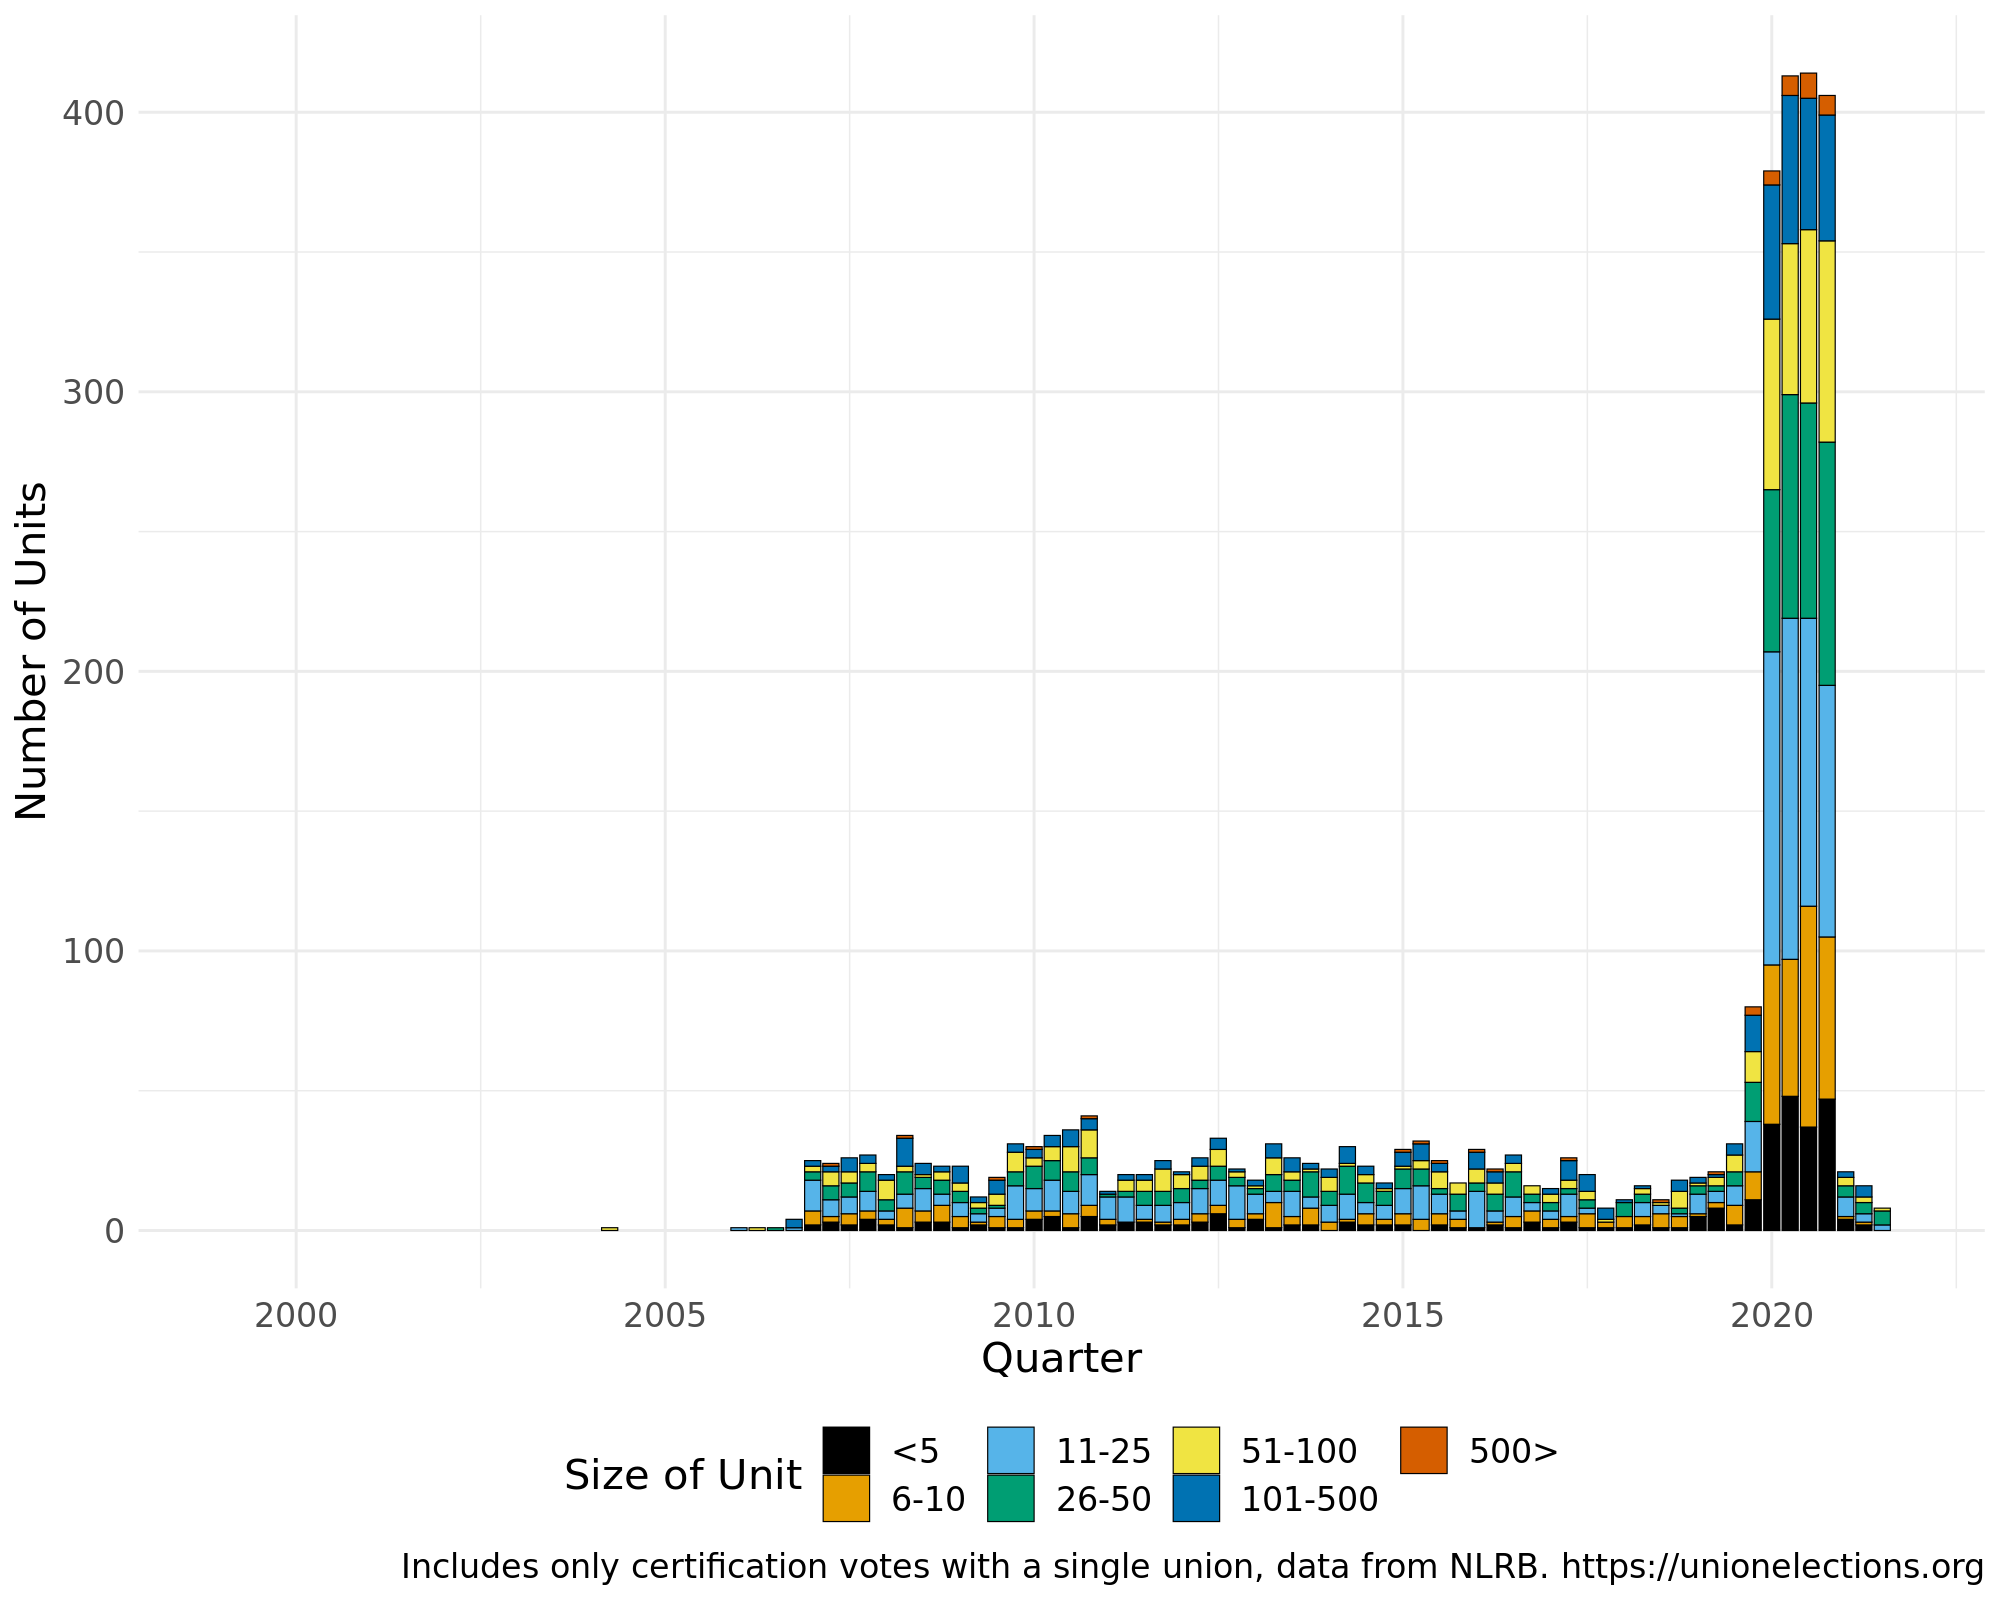 400
300
200
100
0
Number of Units
2000 2005 2010 2015 2020
Quarter
Size of Unit
<5 11-25 51-100 500>
6-10 26-50 101-500
Includes only certification votes with a single union, data from NLRB. https://unionelections.org